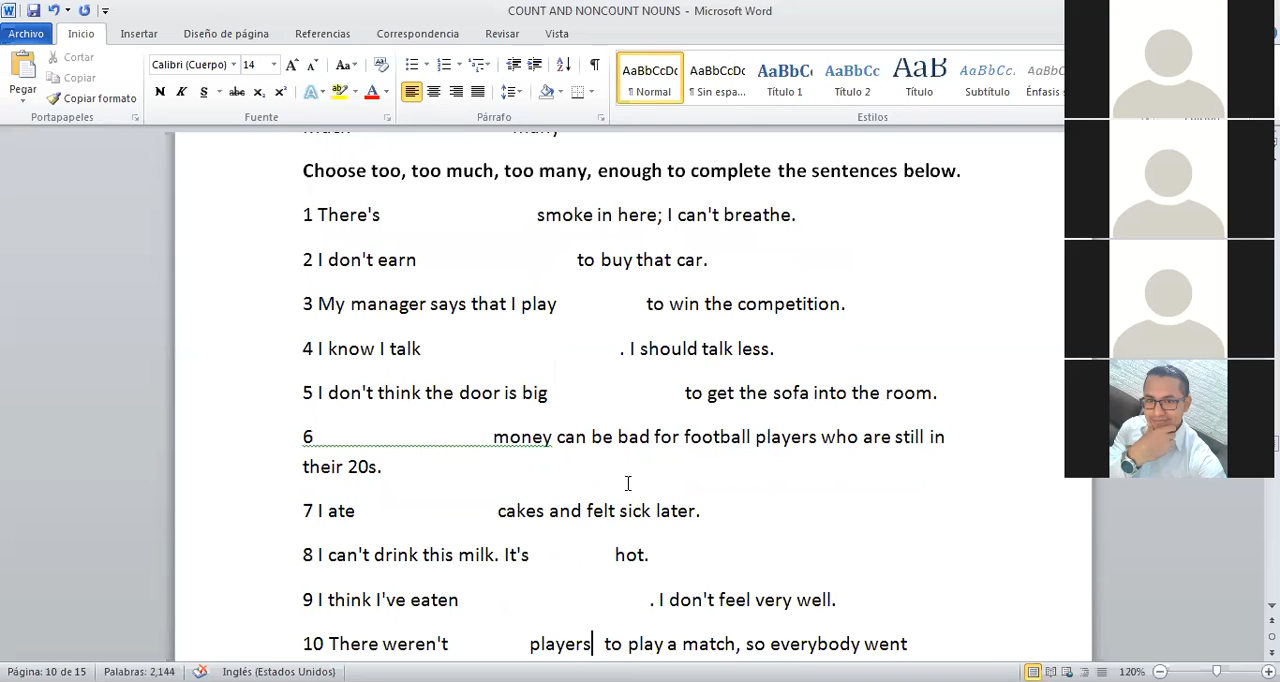 COUNT AND NONCOUNT NOUNS - Microsoft Word
Archivo Inicio Insertar Diseño de página Referencias Correspondencia Revisar Vista
Pegar Cortar Copiar Copiar formato
Calibri (Cuerpo) 14
AaBbCcDc AaBbCcDc AaBbC AaBbCc AaB AaBbCc. AaBbC
¶ Normal ¶ Sin espa... Título 1 Título 2 Título Subtítulo Énfasis
Portapapeles Fuente Párrafo Estilos
much many
Choose too, too much, too many, enough to complete the sentences below.
1 There's smoke in here; I can't breathe.
2 I don't earn to buy that car.
3 My manager says that I play to win the competition.
4 I know I talk . I should talk less.
5 I don't think the door is big to get the sofa into the room.
6 money can be bad for football players who are still in
their 20s.
7 I ate cakes and felt sick later.
8 I can't drink this milk. It's hot.
9 I think I've eaten . I don't feel very well.
10 There weren't players to play a match, so everybody went
Página: 10 de 15 Palabras: 2,144 Inglés (Estados Unidos) 120%